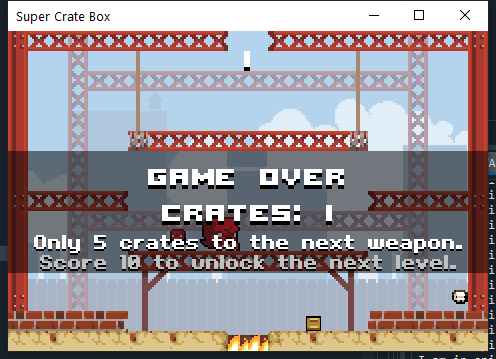 Super Crate Box
1
GAME OVER
CRATES: 1
Only 5 crates to the next weapon.
Score 10 to unlock the next level.